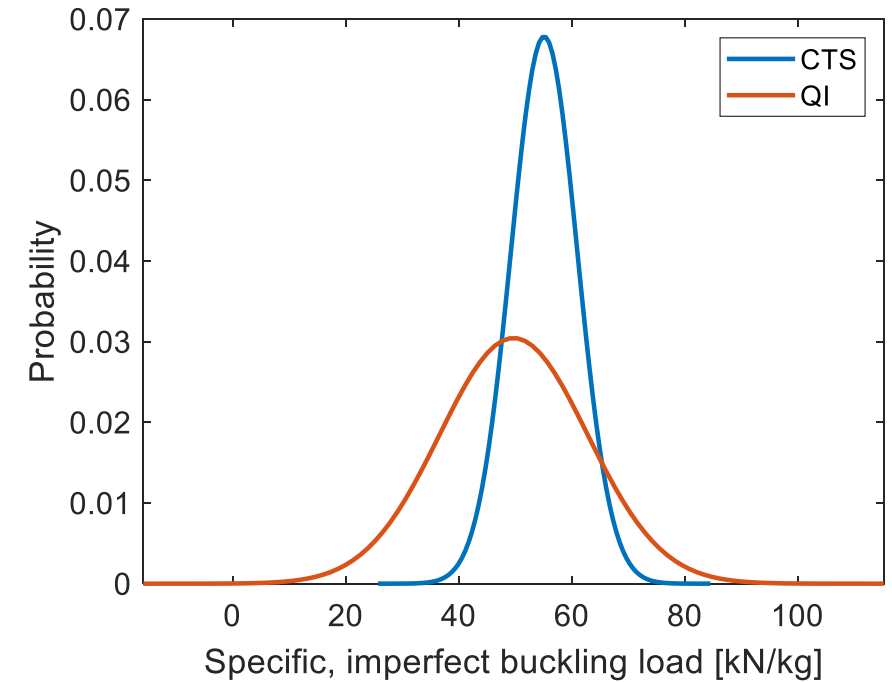 0.07
0.06
0.05
0.04
0.03
0.02
0.01
0
Probability
CTS
QI
0 20 40 60 80 100
Specific, imperfect buckling load [kN/kg]